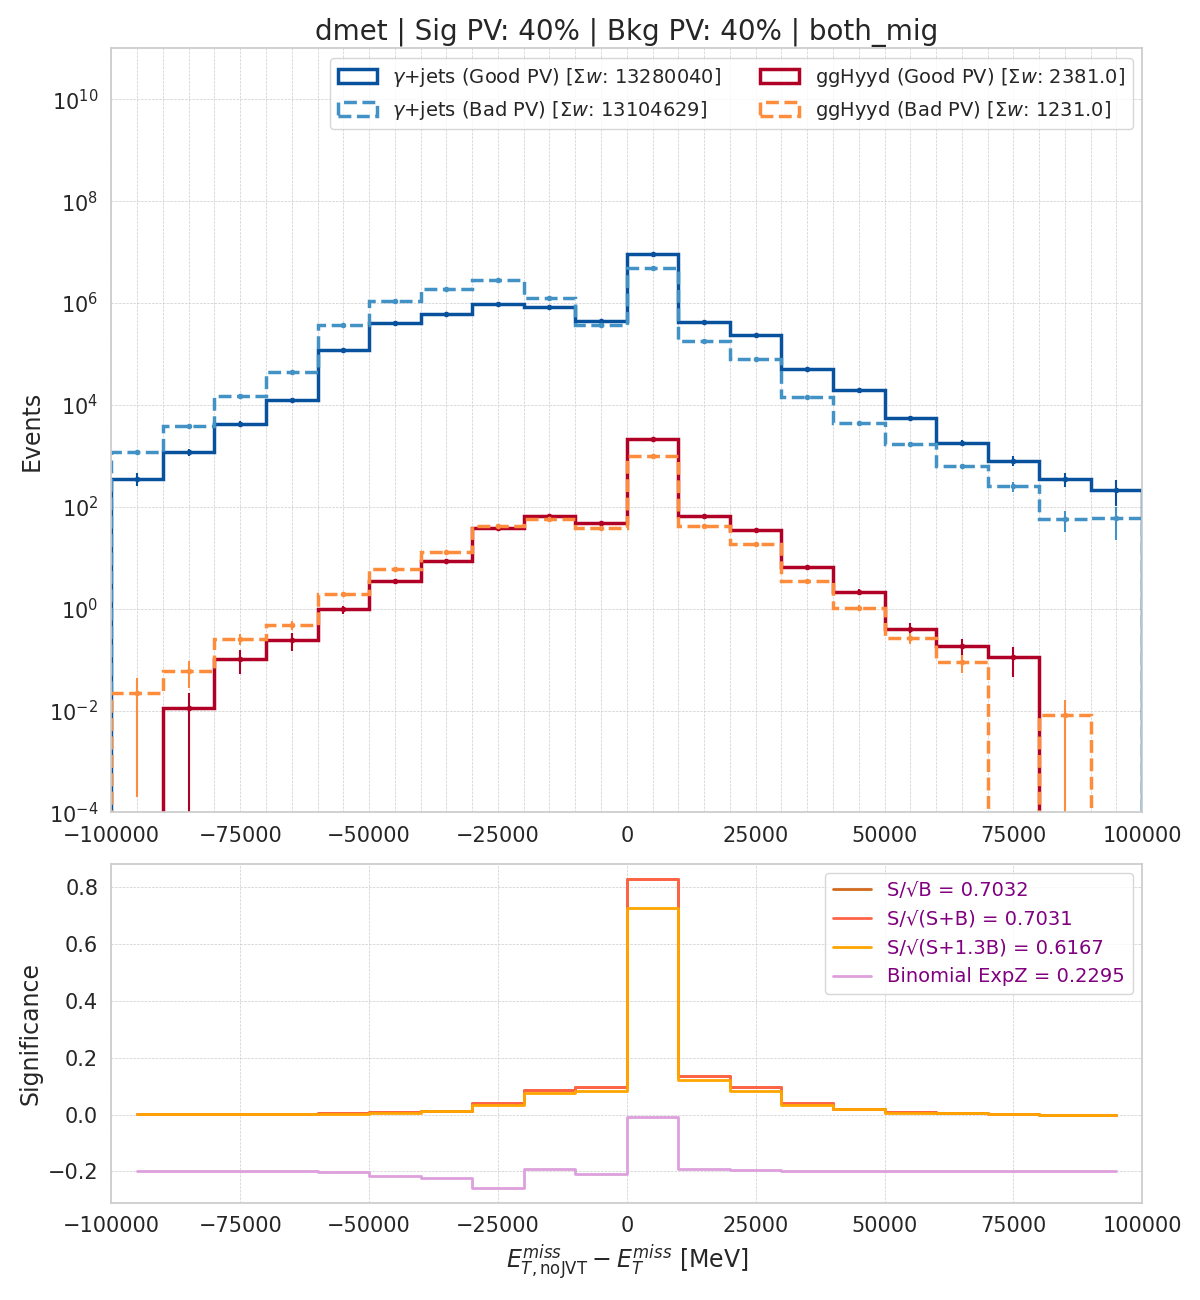 dmet | Sig PV: 40% | Bkg PV: 40% | both_mig
γ+jets (Good PV) [Σw: 13280040]
γ+jets (Bad PV) [Σw: 13104629]
ggHyyd (Good PV) [Σw: 2381.0]
ggHyyd (Bad PV) [Σw: 1231.0]
Events
10^10
10^8
10^6
10^4
10^2
10^0
10^−2
10^−4
−100000 −75000 −50000 −25000 0 25000 50000 75000 100000
S/√B = 0.7032
S/√(S+B) = 0.7031
S/√(S+1.3B) = 0.6167
Binomial ExpZ = 0.2295
Significance
0.8
0.6
0.4
0.2
0.0
−0.2
−100000 −75000 −50000 −25000 0 25000 50000 75000 100000
E_{T,noJVT}^{miss} − E_T^{miss} [MeV]